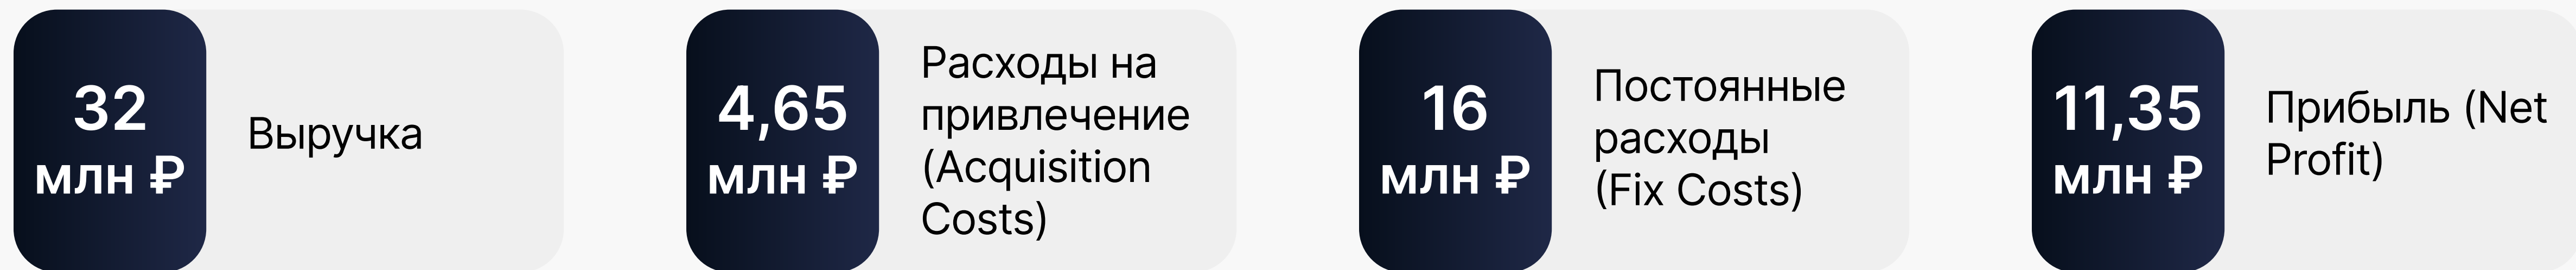 32
млн ₽
Выручка
4,65
млн ₽
Расходы на
привлечение
(Acquisition
Costs)
16
млн ₽
Постоянные
расходы
(Fix Costs)
11,35
млн ₽
Прибыль (Net
Profit)